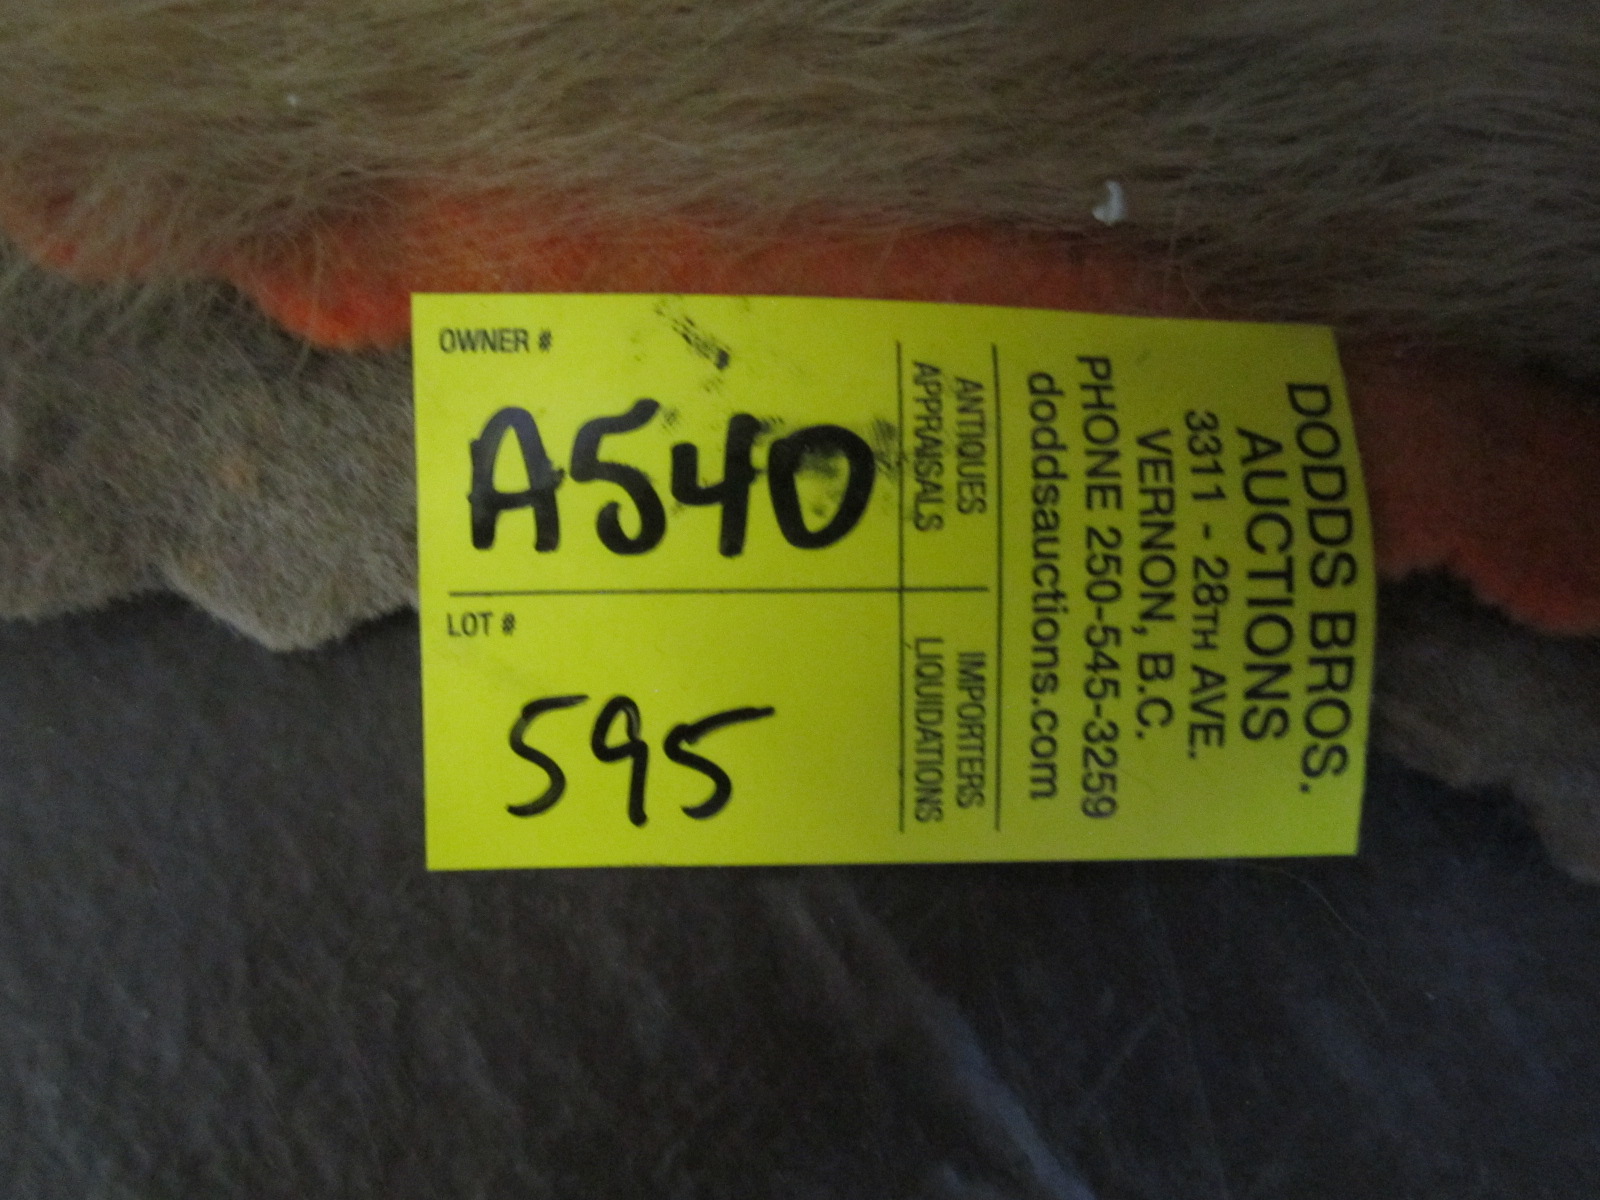 DODDS BROS.
AUCTIONS
3311 - 28TH AVE.
VERNON, B.C.
PHONE 250-545-3259
doddsauctions.com
ANTIQUES IMPORTERS
APPRAISALS LIQUIDATIONS
OWNER #
A540
LOT #
595